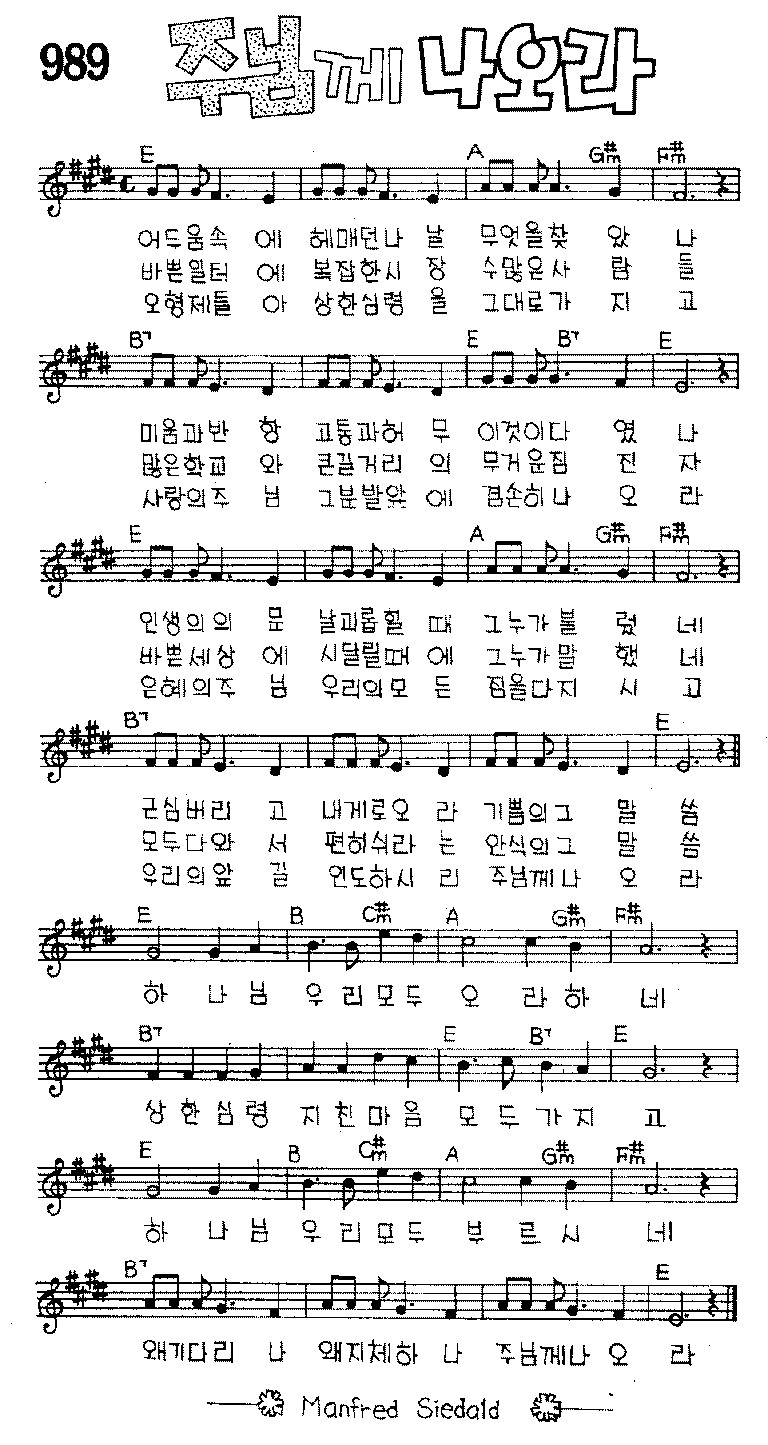 989 주님께 나오라
E A G#m F#m
어두움속 에 헤매던나 날 무엇을찾 았 나
바쁜일터 에 복잡한시 장 수많은사 람 들
오형제들 아 상한심령 을 그대로가 지 고
B7 E B7 E
미움과반 항 고통과허 무 이것이다 였 나
많은학교 와 큰길거리 의 무거운짐 진 자
사랑의주 님 그분발앞 에 겸손히나 오 라
E A G#m F#m
인생의의 문 날괴롭힐 때 그누가불 렀 네
바쁜세상 에 시달릴때 에 그누가말 했 네
은혜의주 님 우리의모 든 짐을다지 시 고
B7 E
근심버리 고 내게로오 라 기쁨의그 말 씀
모두다와 서 편히쉬라 는 안식의그 말 씀
우리의앞 길 인도하시 리 주님께나 오 라
E B C#m A G#m F#m
하 나 님 우 리 모 두 오 라 하 네
B7 E B7 E
상 한 심 령 지 친 마 음 모 두 가 지 고
E B C#m A G#m F#m
하 나 님 우 리 모 두 부 르 시 네
B7 E
왜기다리 나 왜지체하 나 주님께나 오 라
Manfred Siedald